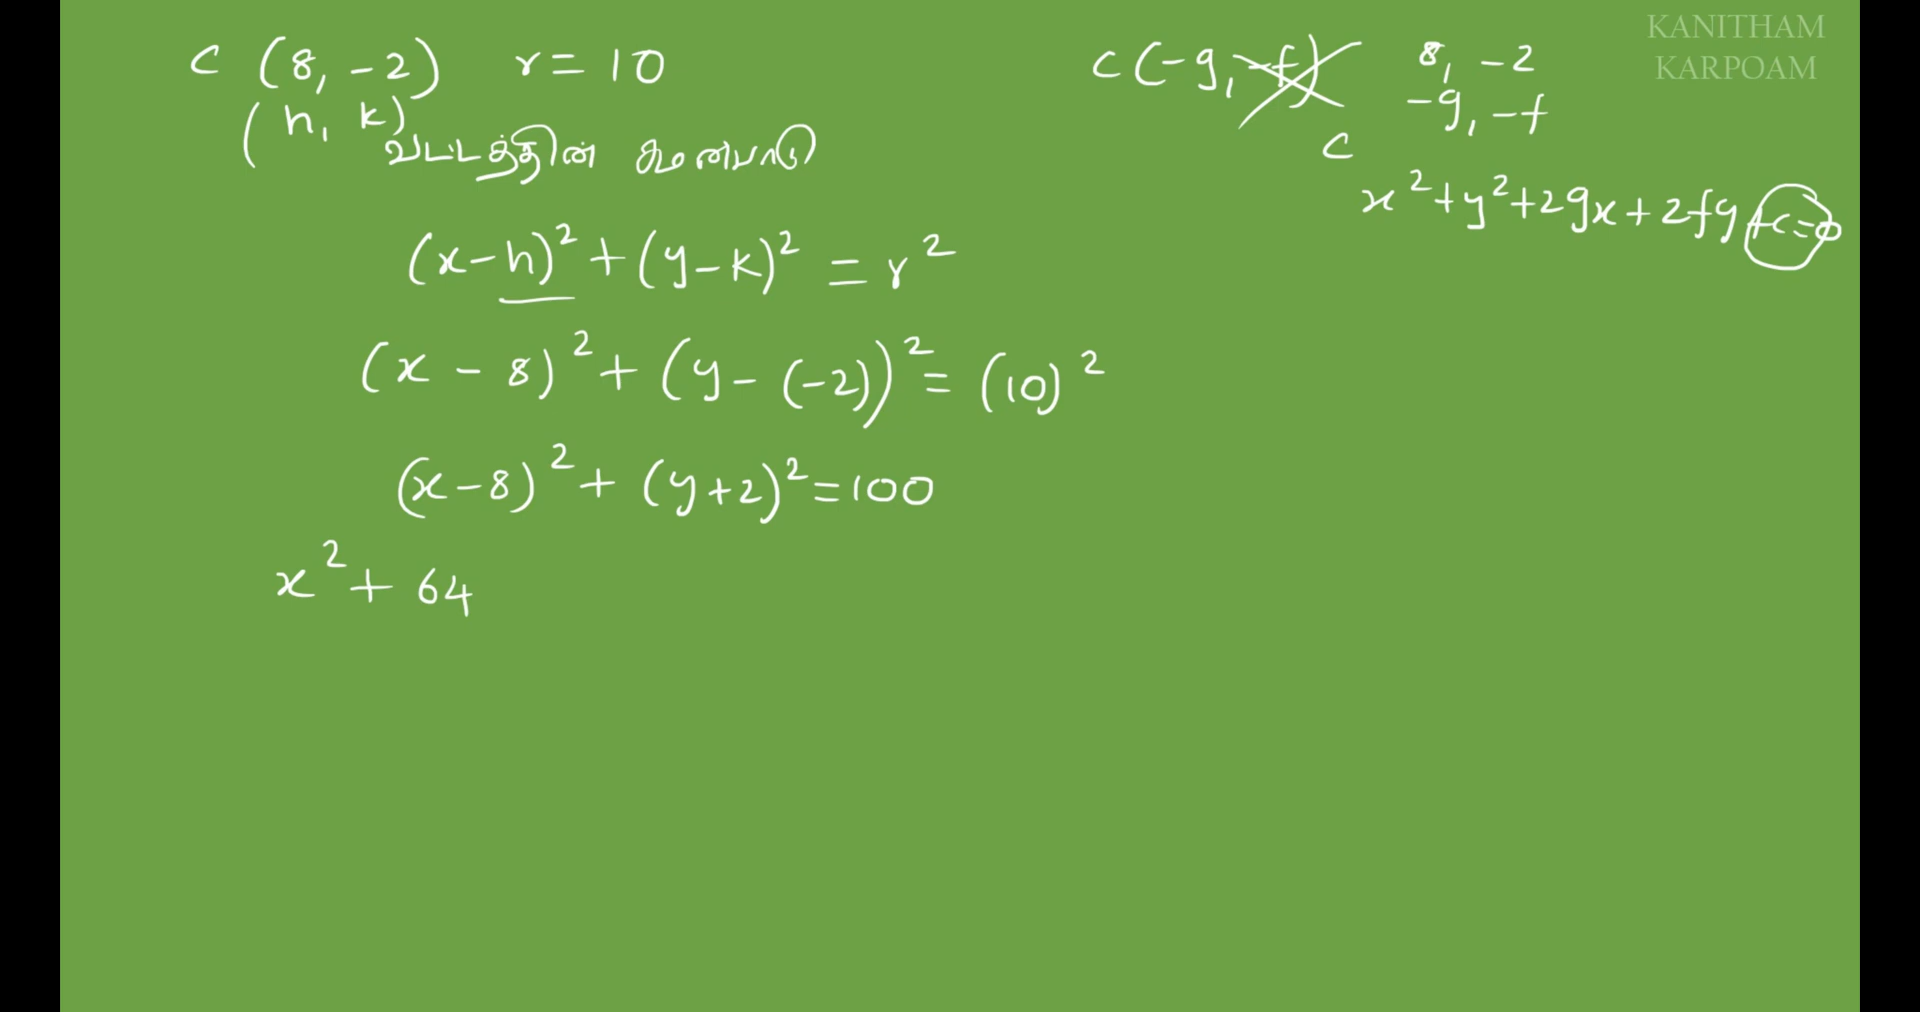 C (8, -2) r = 10
(h, k)
வட்டத்தின் சமன்பாடு
(x-h)² + (y-k)² = r²
(x - 8)² + (y - (-2))² = (10)²
(x-8)² + (y+2)² = 100
x² + 64
C (-g, -f)
8, -2
-g, -f
C
x² + y² + 2gx + 2fy + c = 0
KANITHAM
KARPOAM